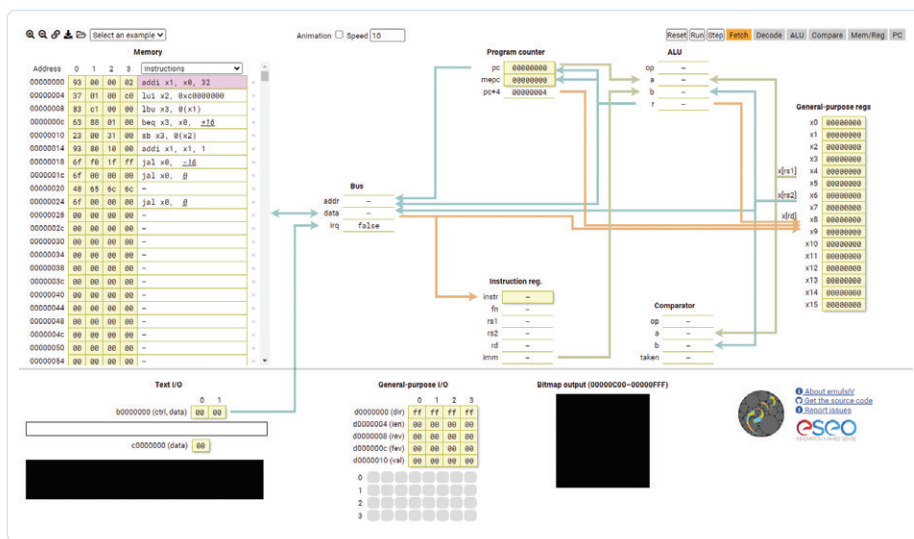 Select an example
Animation Speed 10
Reset Run Step Fetch Decode ALU Compare Mem/Reg PC
Memory
Address 0 1 2 3 Instructions
00000000 93 00 00 02 addi x1, x0, 32
00000004 37 01 00 c0 lui x2, 0xc0000000
00000008 83 c1 00 00 lbu x3, 0(x1)
0000000c 63 88 01 00 beq x3, x0, +16
00000010 23 00 31 00 sb x3, 0(x2)
00000014 93 80 10 00 addi x1, x1, 1
00000018 6f f0 1f ff jal x0, -16
0000001c 6f 00 00 00 jal x0, 0
00000020 48 65 6c 6c –
00000024 6f 00 00 00 jal x0, 0
00000028 00 00 00 00 –
0000002c 00 00 00 00 –
00000030 00 00 00 00 –
00000034 00 00 00 00 –
00000038 00 00 00 00 –
0000003c 00 00 00 00 –
00000040 00 00 00 00 –
00000044 00 00 00 00 –
00000048 00 00 00 00 –
0000004c 00 00 00 00 –
00000050 00 00 00 00 –
00000054 00 00 00 00 –
Program counter
pc 00000000
mepc 00000000
pc+4 00000004
ALU
op –
a –
b –
r –
General-purpose regs
x0 00000000
x1 00000000
x2 00000000
x3 00000000
x4 00000000
x5 00000000
x6 00000000
x7 00000000
x8 00000000
x9 00000000
x10 00000000
x11 00000000
x12 00000000
x13 00000000
x14 00000000
x15 00000000
x[rs1]
x[rs2]
x[rd]
Bus
addr –
data –
irq false
Instruction reg.
instr –
fn –
rs1 –
rs2 –
rd –
imm –
Comparator
op –
a –
b –
taken –
Text I/O
0 1
b0000000 (ctrl, data) 00 00
c0000000 (data) 00
General-purpose I/O
0 1 2 3
d0000000 (dir) ff ff ff ff
d0000004 (ien) 00 00 00 00
d0000008 (rev) 00 00 00 00
d000000c (fev) 00 00 00 00
d0000010 (val) 00 00 00 00
0
1
2
3
Bitmap output (00000C00–00000FFF)
About emulsiV
Get the source code
Report issues
eseo